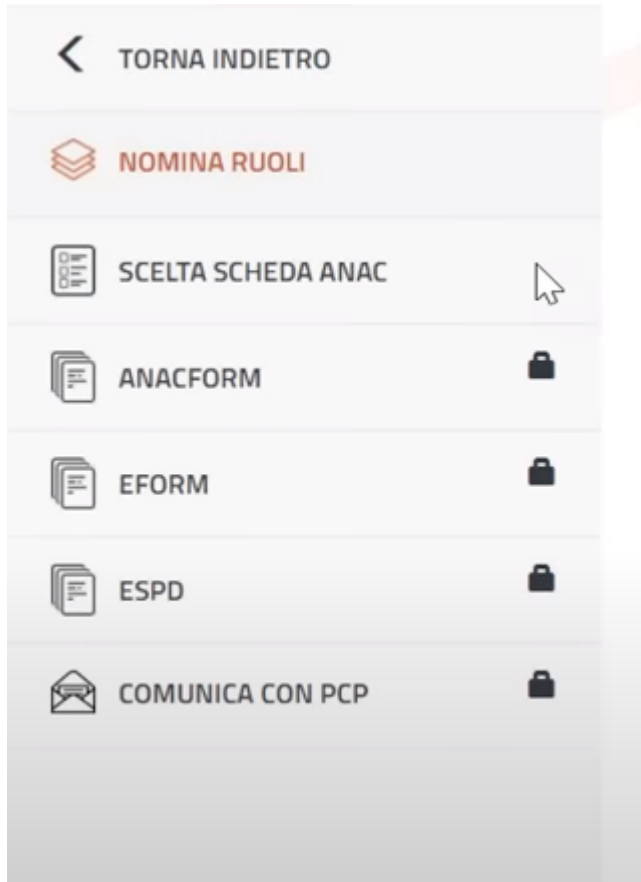 TORNA INDIETRO
NOMINA RUOLI
SCELTA SCHEDA ANAC
ANACFORM
EFORM
ESPD
COMUNICA CON PCP